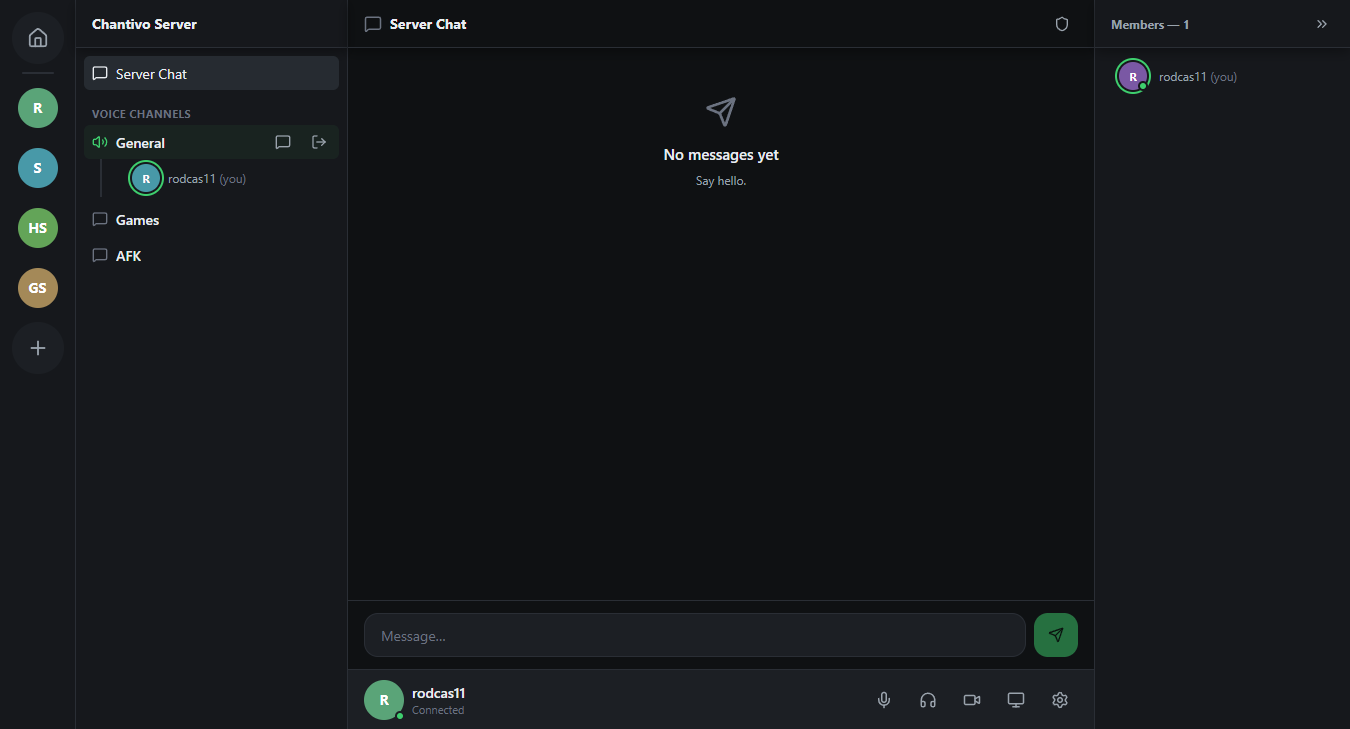 Chantivo Server
Server Chat
VOICE CHANNELS
General
R
rodcas11 (you)
Games
AFK
R
S
HS
GS
Server Chat
No messages yet
Say hello.
Message...
R
rodcas11
Connected
Members — 1
R
rodcas11 (you)